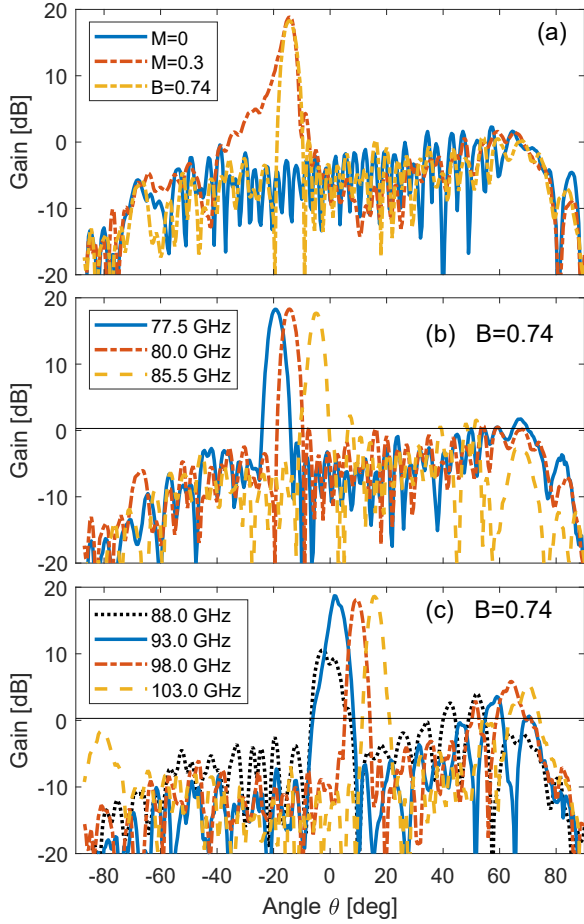 20
10
0
-10
20
Gain [dB]
M=0
M=0.3
B=0.74
(a)
20
10
0
-10
-20
Gain [dB]
77.5 GHz
80.0 GHz
85.5 GHz
(b) B=0.74
20
10
0
-10
-20
Gain [dB]
88.0 GHz
93.0 GHz
98.0 GHz
103.0 GHz
(c) B=0.74
-80 -60 -40 -20 0 20 40 60 80
Angle θ [deg]